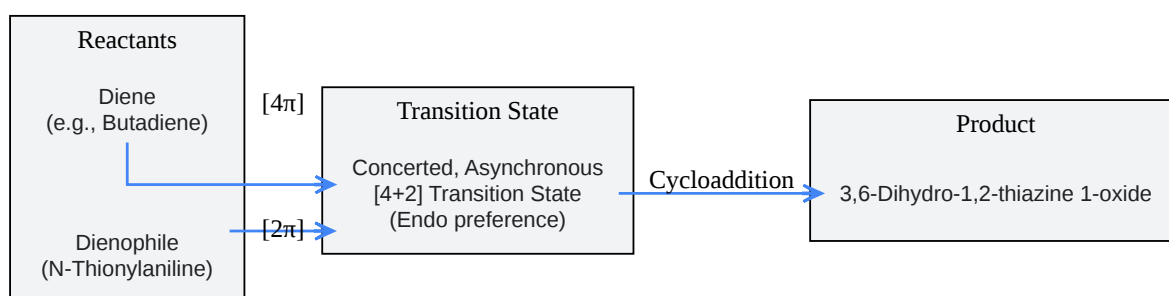 Reactants
Diene
(e.g., Butadiene)
Dienophile
(N-Thionylaniline)
[4π]
[2π]
Transition State
Concerted, Asynchronous
[4+2] Transition State
(Endo preference)
Cycloaddition
Product
3,6-Dihydro-1,2-thiazine 1-oxide